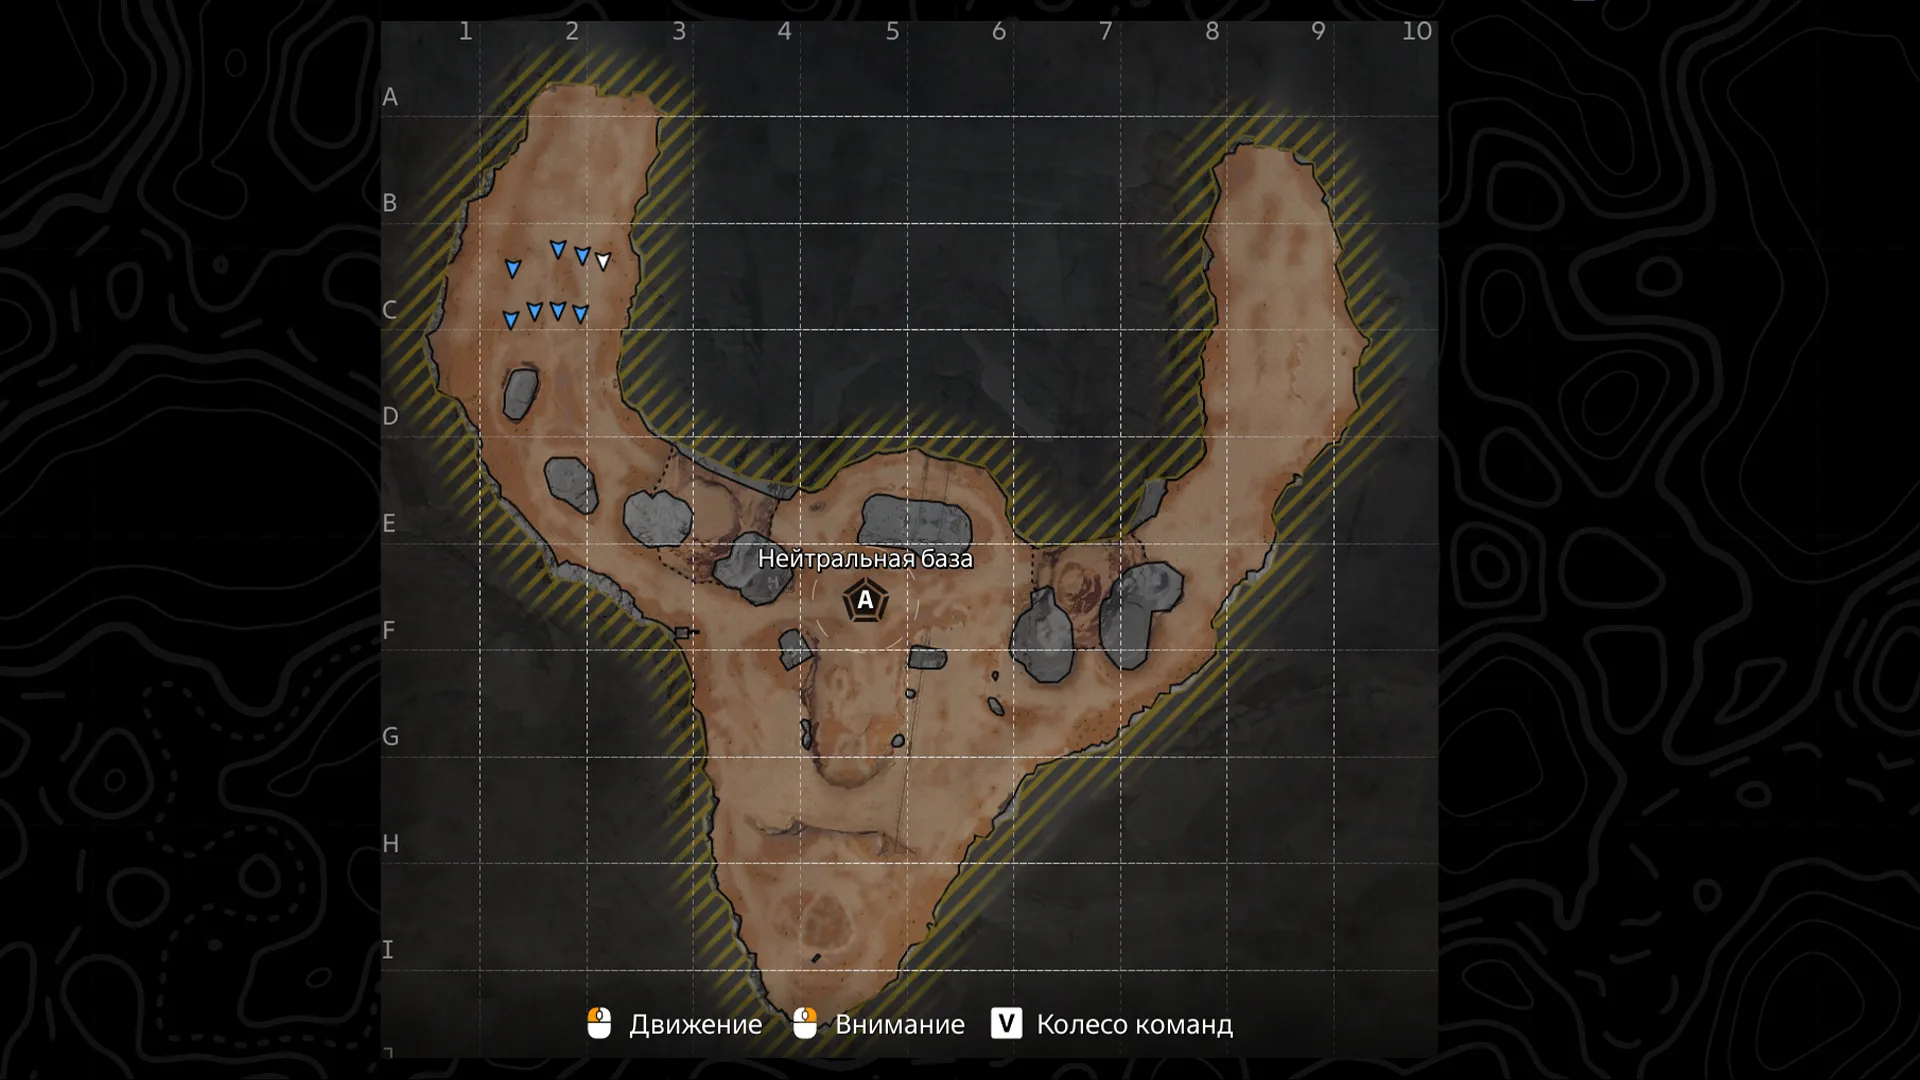 1 2 3 4 5 6 7 8 9 10
A
B
C
D
E
Нейтральная база
A
F
G
H
I
Движение Внимание V Колесо команд